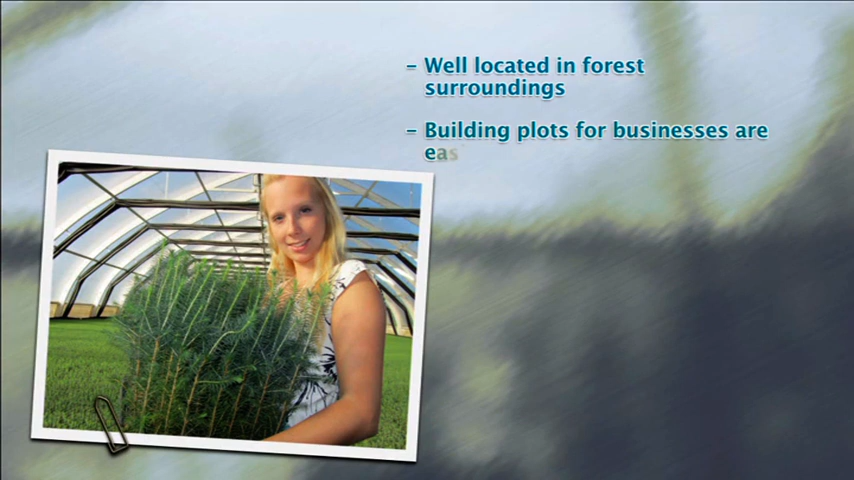 - Well located in forest
surroundings
- Building plots for businesses are
eas